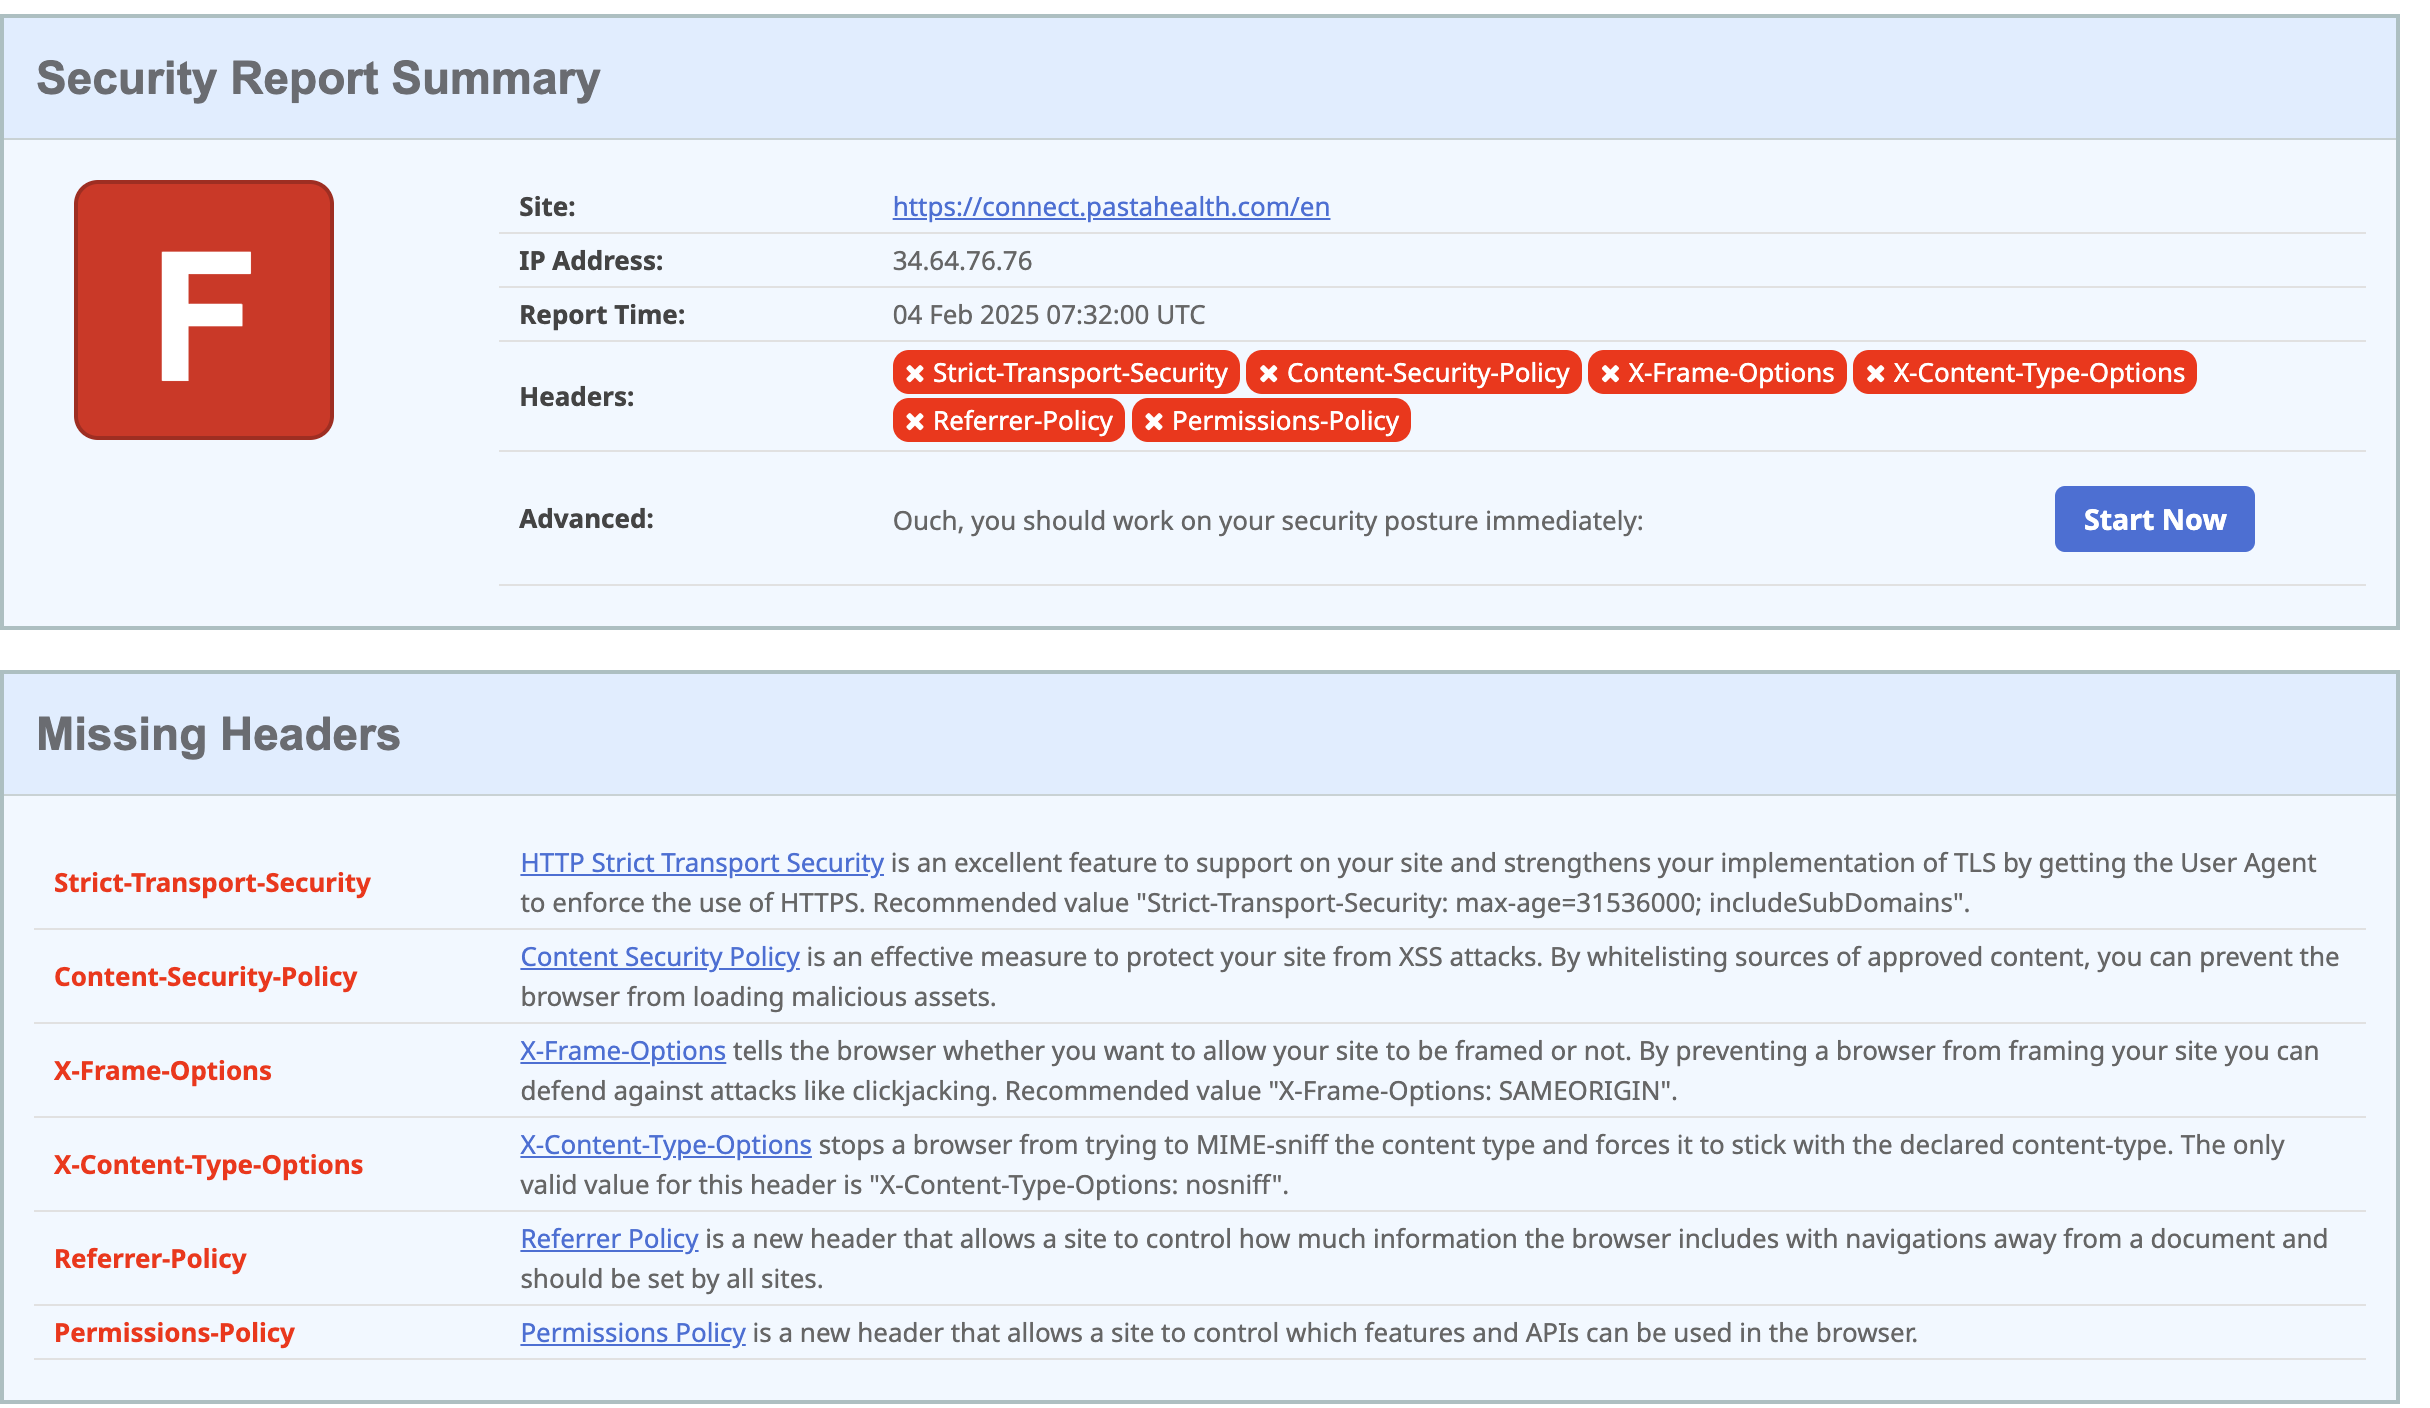 Security Report Summary
F
Site:
https://connect.pastahealth.com/en
IP Address:
34.64.76.76
Report Time:
04 Feb 2025 07:32:00 UTC
Headers:
✖ Strict-Transport-Security ✖ Content-Security-Policy ✖ X-Frame-Options ✖ X-Content-Type-Options
✖ Referrer-Policy ✖ Permissions-Policy
Advanced:
Ouch, you should work on your security posture immediately:
Start Now
Missing Headers
Strict-Transport-Security
HTTP Strict Transport Security is an excellent feature to support on your site and strengthens your implementation of TLS by getting the User Agent
to enforce the use of HTTPS. Recommended value "Strict-Transport-Security: max-age=31536000; includeSubDomains".
Content-Security-Policy
Content Security Policy is an effective measure to protect your site from XSS attacks. By whitelisting sources of approved content, you can prevent the
browser from loading malicious assets.
X-Frame-Options
X-Frame-Options tells the browser whether you want to allow your site to be framed or not. By preventing a browser from framing your site you can
defend against attacks like clickjacking. Recommended value "X-Frame-Options: SAMEORIGIN".
X-Content-Type-Options
X-Content-Type-Options stops a browser from trying to MIME-sniff the content type and forces it to stick with the declared content-type. The only
valid value for this header is "X-Content-Type-Options: nosniff".
Referrer-Policy
Referrer Policy is a new header that allows a site to control how much information the browser includes with navigations away from a document and
should be set by all sites.
Permissions-Policy
Permissions Policy is a new header that allows a site to control which features and APIs can be used in the browser.